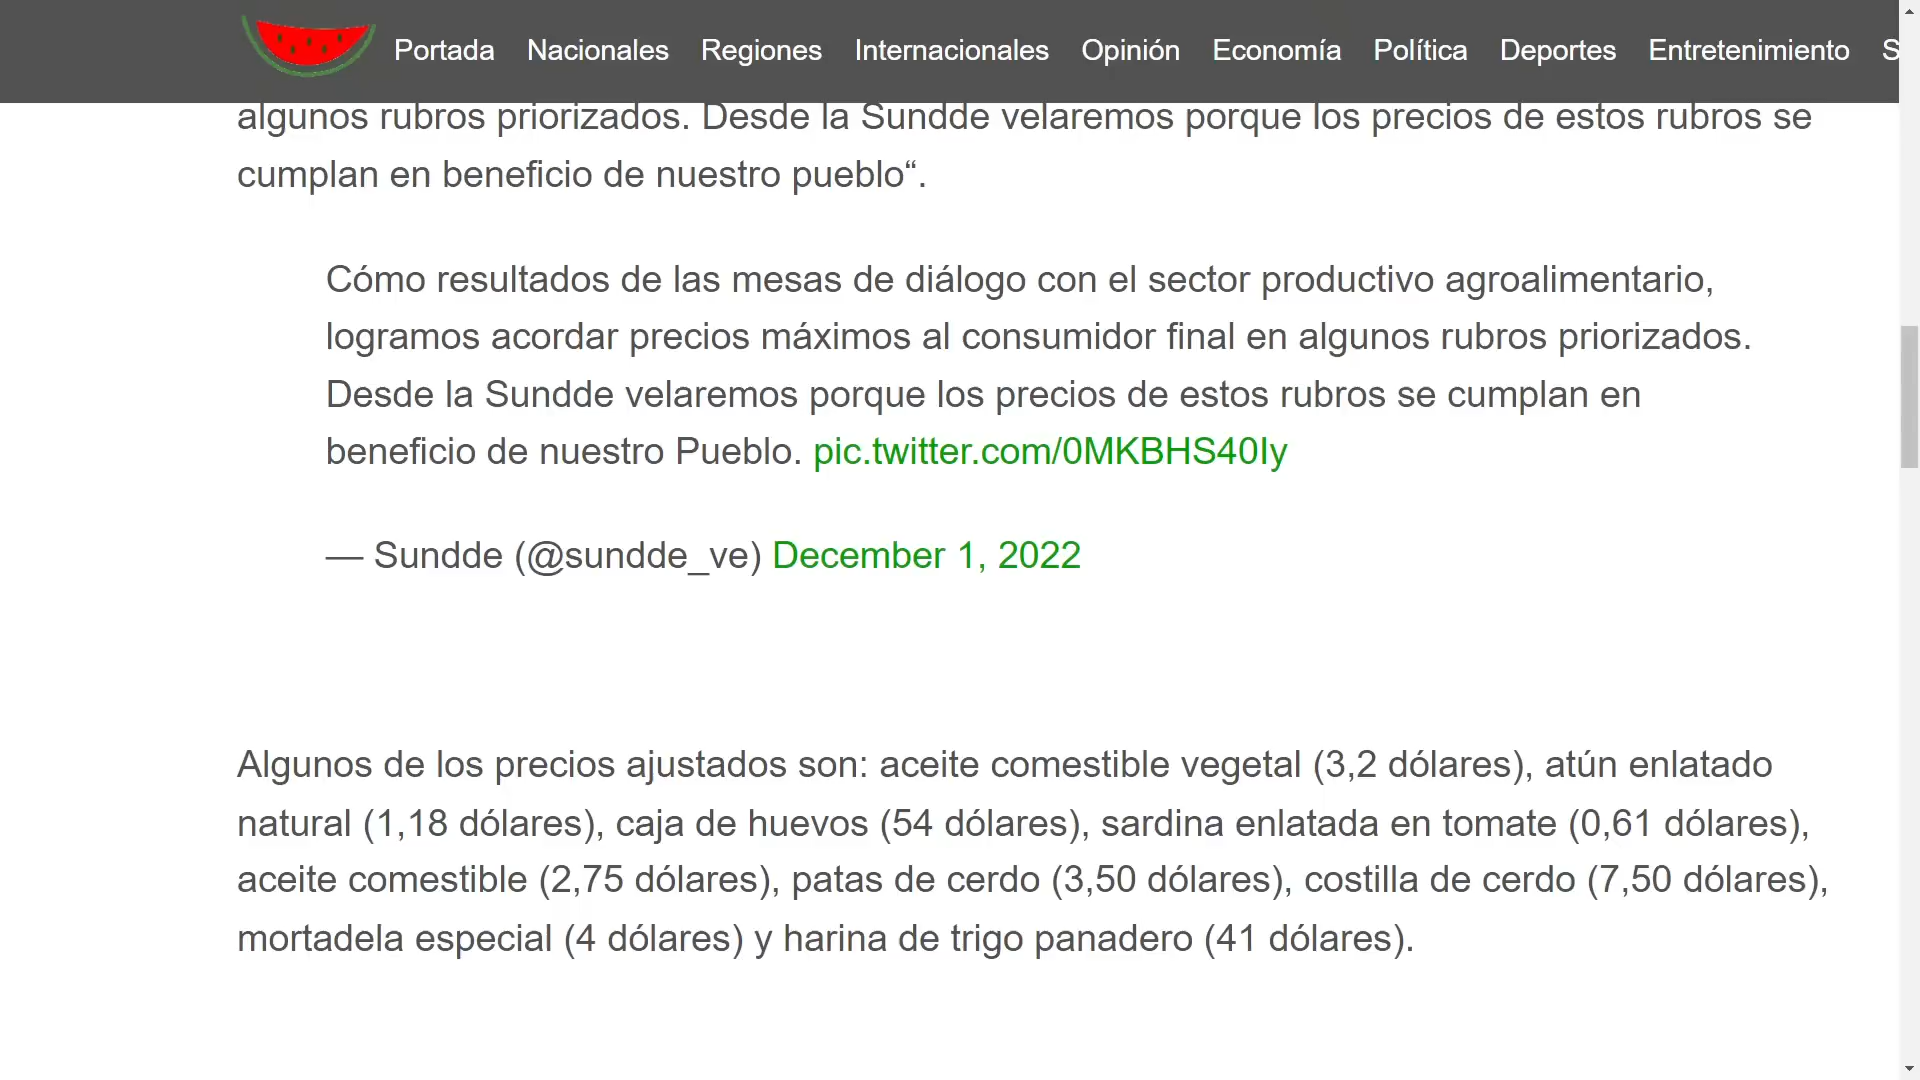 Portada Nacionales Regiones Internacionales Opinión Economía Política Deportes Entretenimiento S
algunos rubros priorizados. Desde la Sundde velaremos porque los precios de estos rubros se
cumplan en beneficio de nuestro pueblo“.
Cómo resultados de las mesas de diálogo con el sector productivo agroalimentario,
logramos acordar precios máximos al consumidor final en algunos rubros priorizados.
Desde la Sundde velaremos porque los precios de estos rubros se cumplan en
beneficio de nuestro Pueblo. pic.twitter.com/0MKBHS40Iy
— Sundde (@sundde_ve) December 1, 2022
Algunos de los precios ajustados son: aceite comestible vegetal (3,2 dólares), atún enlatado
natural (1,18 dólares), caja de huevos (54 dólares), sardina enlatada en tomate (0,61 dólares),
aceite comestible (2,75 dólares), patas de cerdo (3,50 dólares), costilla de cerdo (7,50 dólares),
mortadela especial (4 dólares) y harina de trigo panadero (41 dólares).